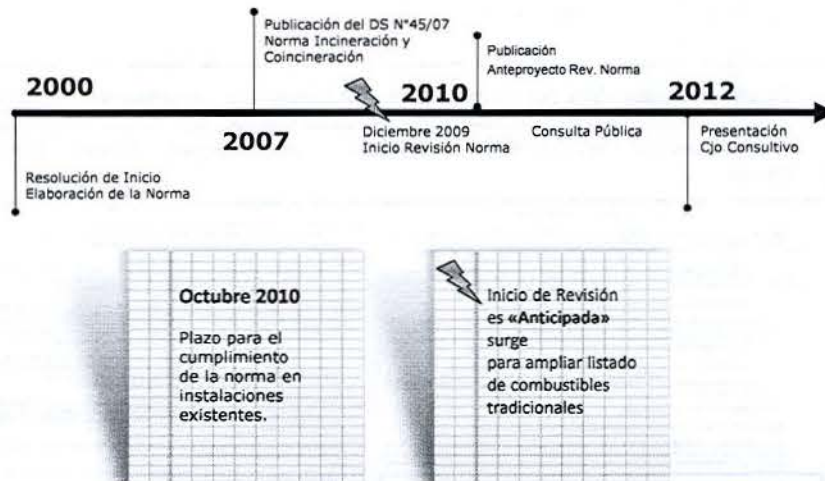 Publicación del DS N°45/07
Norma Incineración y
Coincineración
Publicación
Anteproyecto Rev. Norma
2000
2010
2012
2007
Diciembre 2009
Inicio Revisión Norma
Consulta Pública
Presentación
Cjo Consultivo
Resolución de Inicio
Elaboración de la Norma
Octubre 2010
Plazo para el
cumplimiento
de la norma en
instalaciones
existentes.
Inicio de Revisión
es «Anticipada»
surge
para ampliar listado
de combustibles
tradicionales